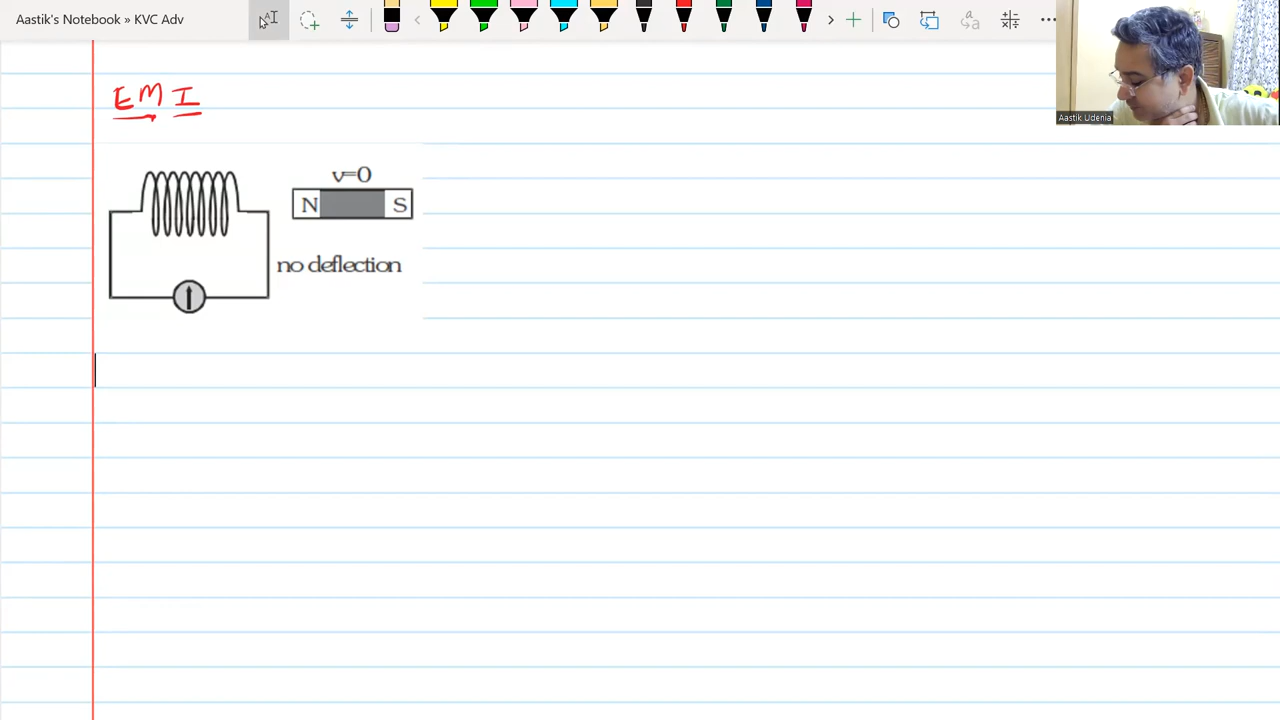 Aastik's Notebook » KVC Adv
Aastik Udenia
EMI
v=0
N S
no deflection